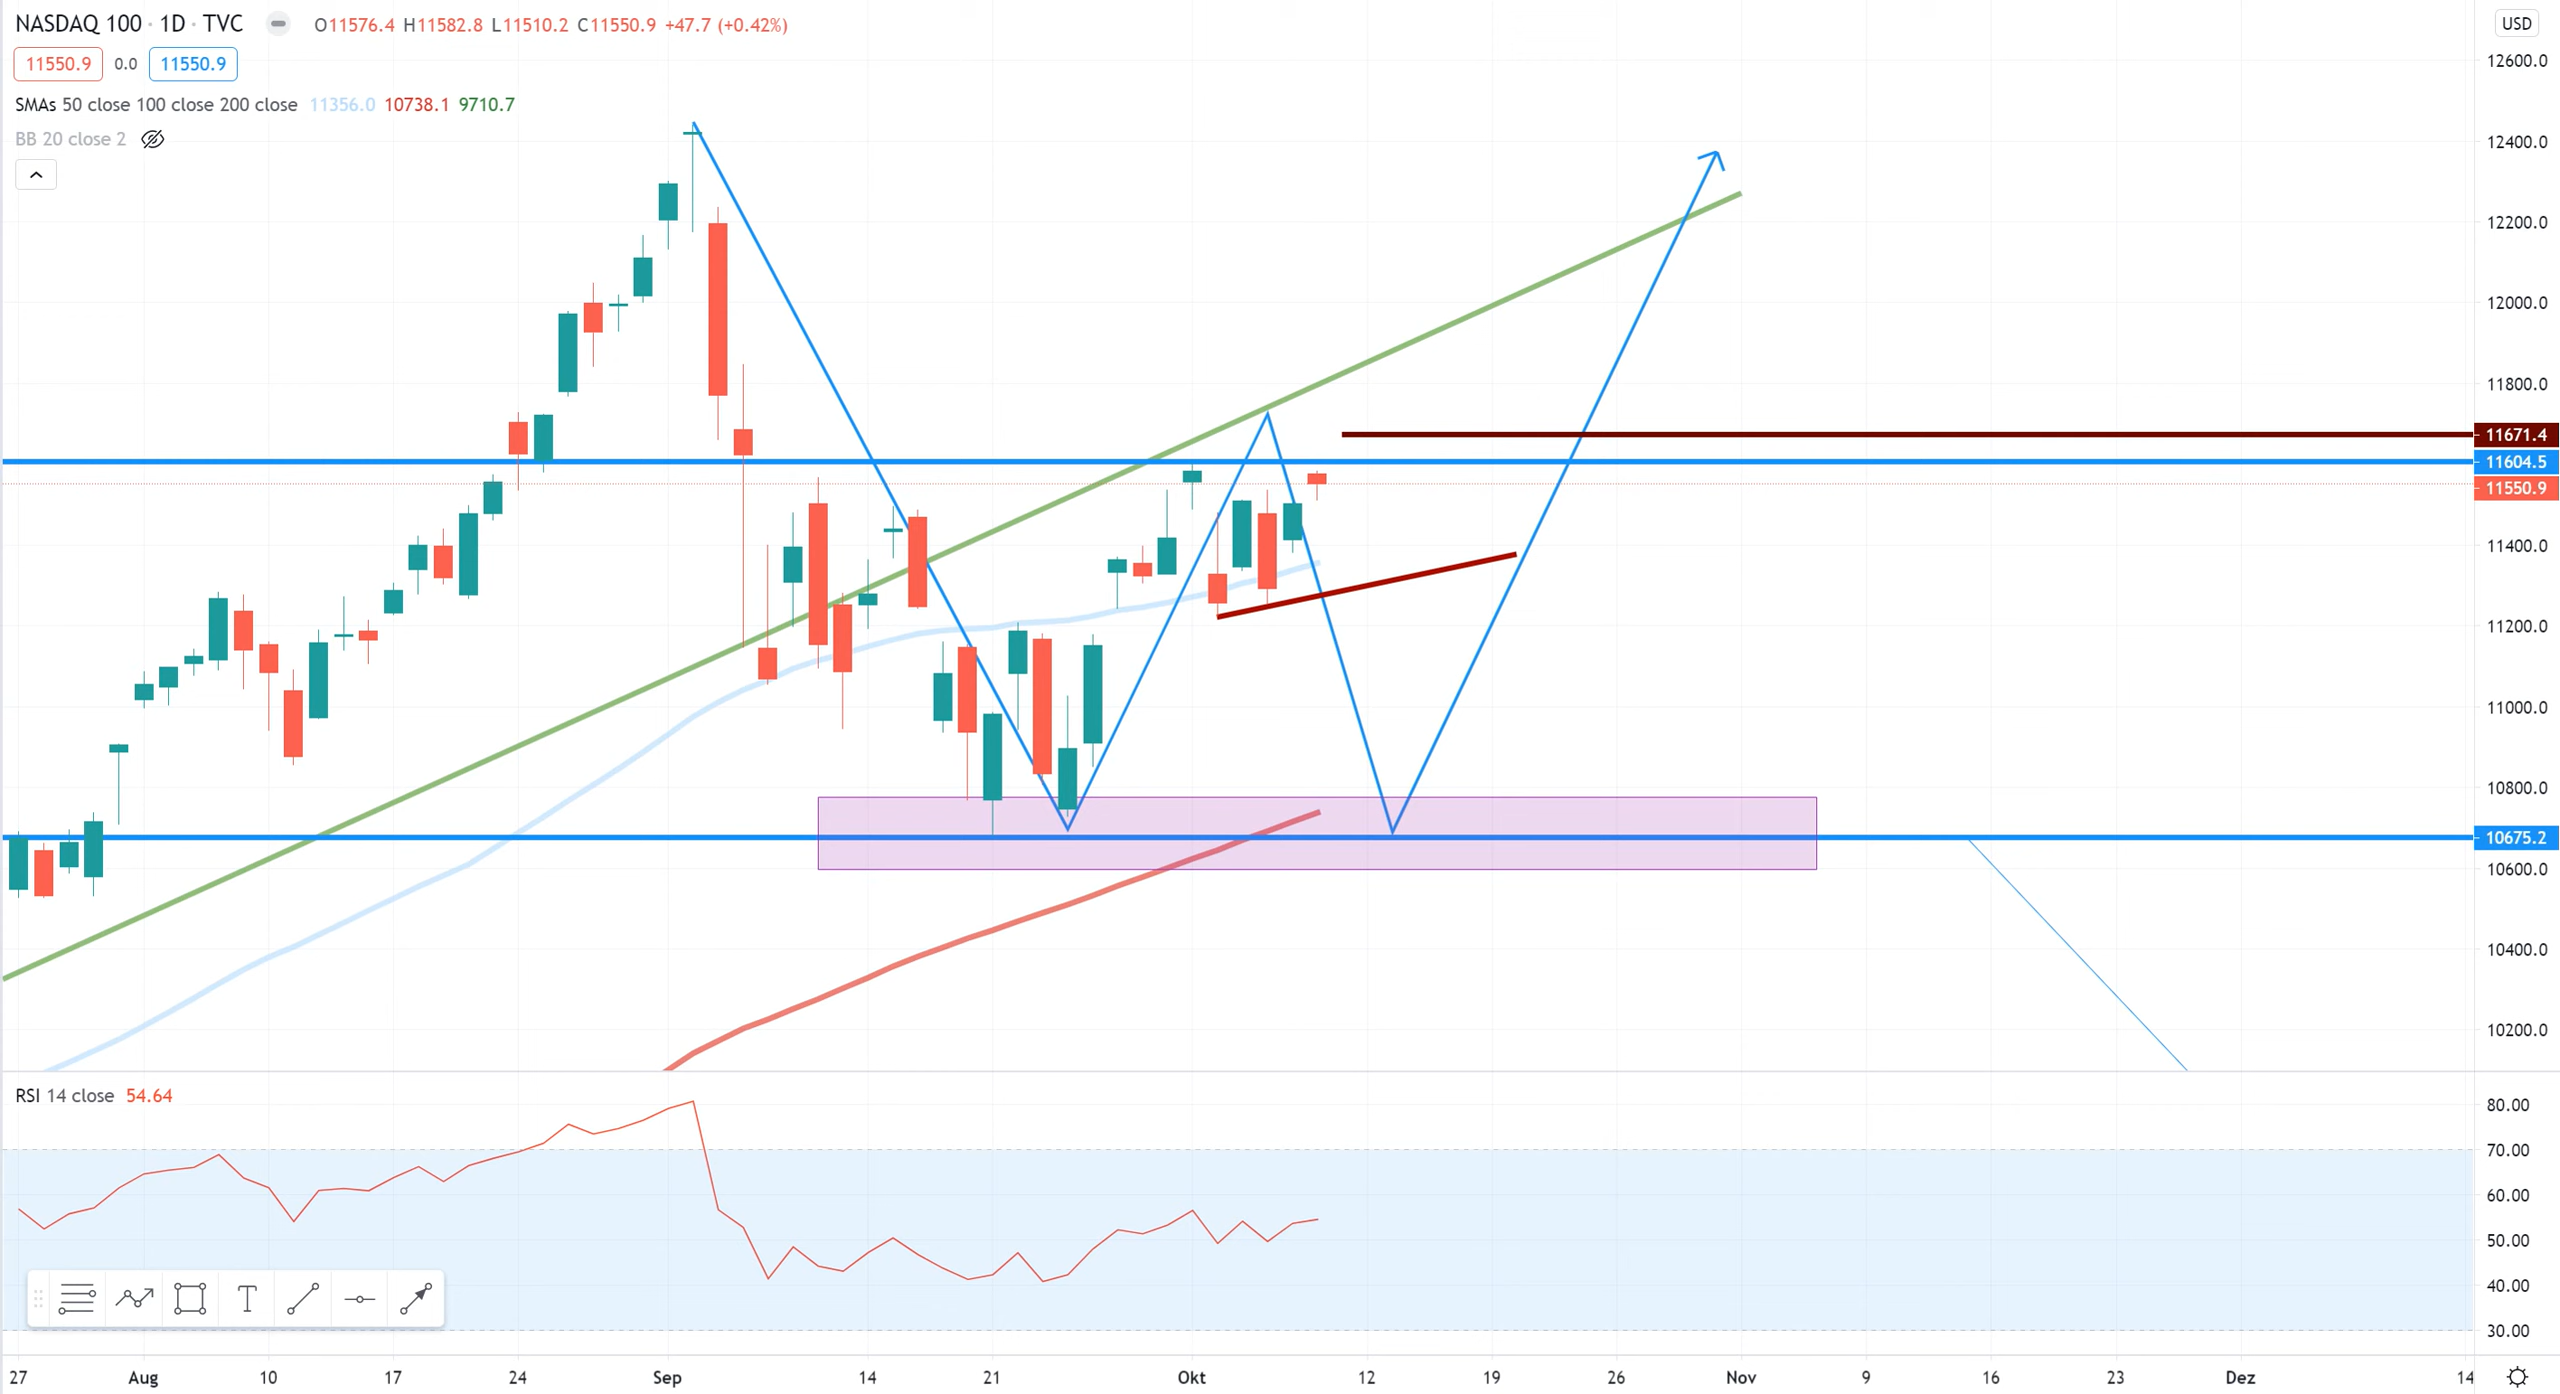 NASDAQ 100 · 1D · TVC O11576.4 H11582.8 L11510.2 C11550.9 +47.7 (+0.42%)
11550.9 0.0 11550.9
SMAs 50 close 100 close 200 close 11356.0 10738.1 9710.7
BB 20 close 2
USD
12600.0
12400.0
12200.0
12000.0
11800.0
11671.4
11604.5
11550.9
11400.0
11200.0
11000.0
10800.0
10675.2
10600.0
10400.0
10200.0
RSI 14 close 54.64
80.00
70.00
60.00
50.00
40.00
30.00
T
27 Aug 10 17 24 Sep 14 21 Okt 12 19 26 Nov 9 16 23 Dez 14